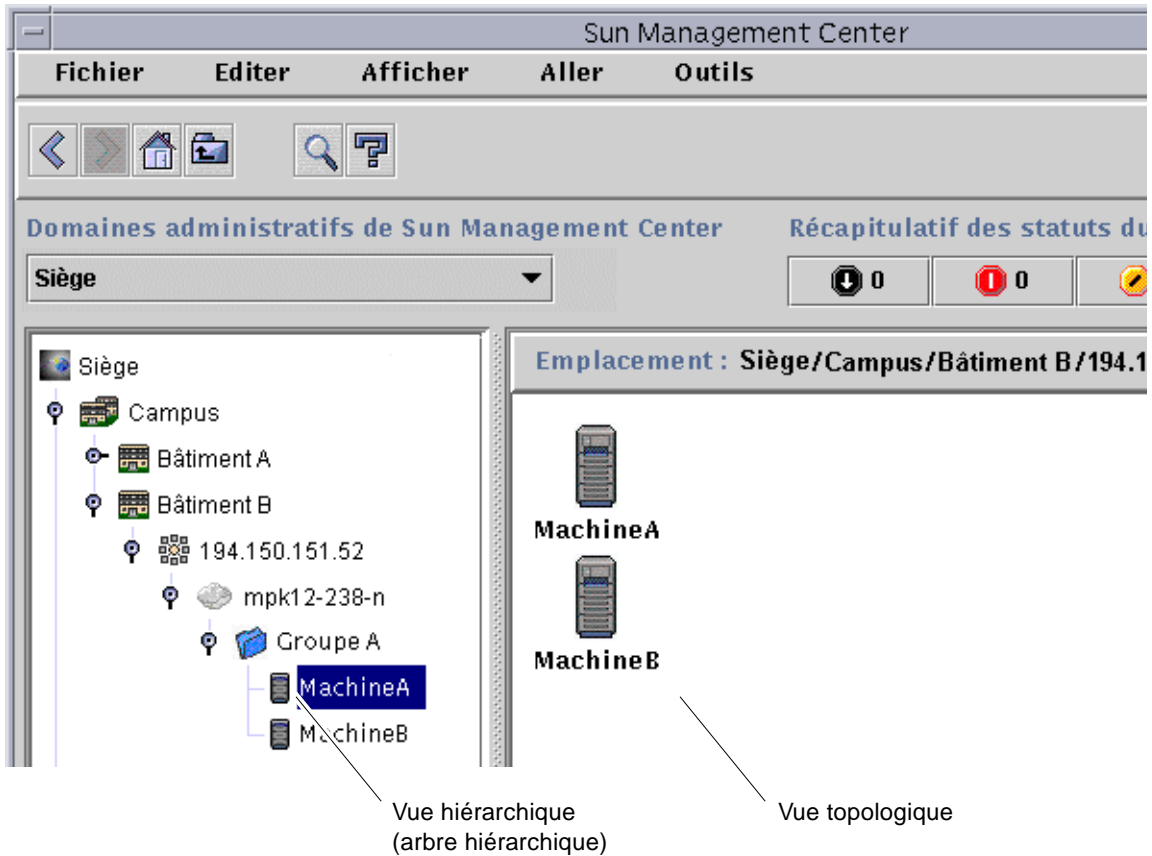 Sun Management Center
Fichier Editer Afficher Aller Outils
Domaines administratifs de Sun Management Center
Récapitulatif des statuts du
Siège
0 0
Siège
Campus
Bâtiment A
Bâtiment B
194.150.151.52
mpk12-238-n
Groupe A
MachineA
MachineB
Emplacement : Siège/Campus/Bâtiment B/194.1
MachineA
MachineB
Vue hiérarchique
(arbre hiérarchique)
Vue topologique